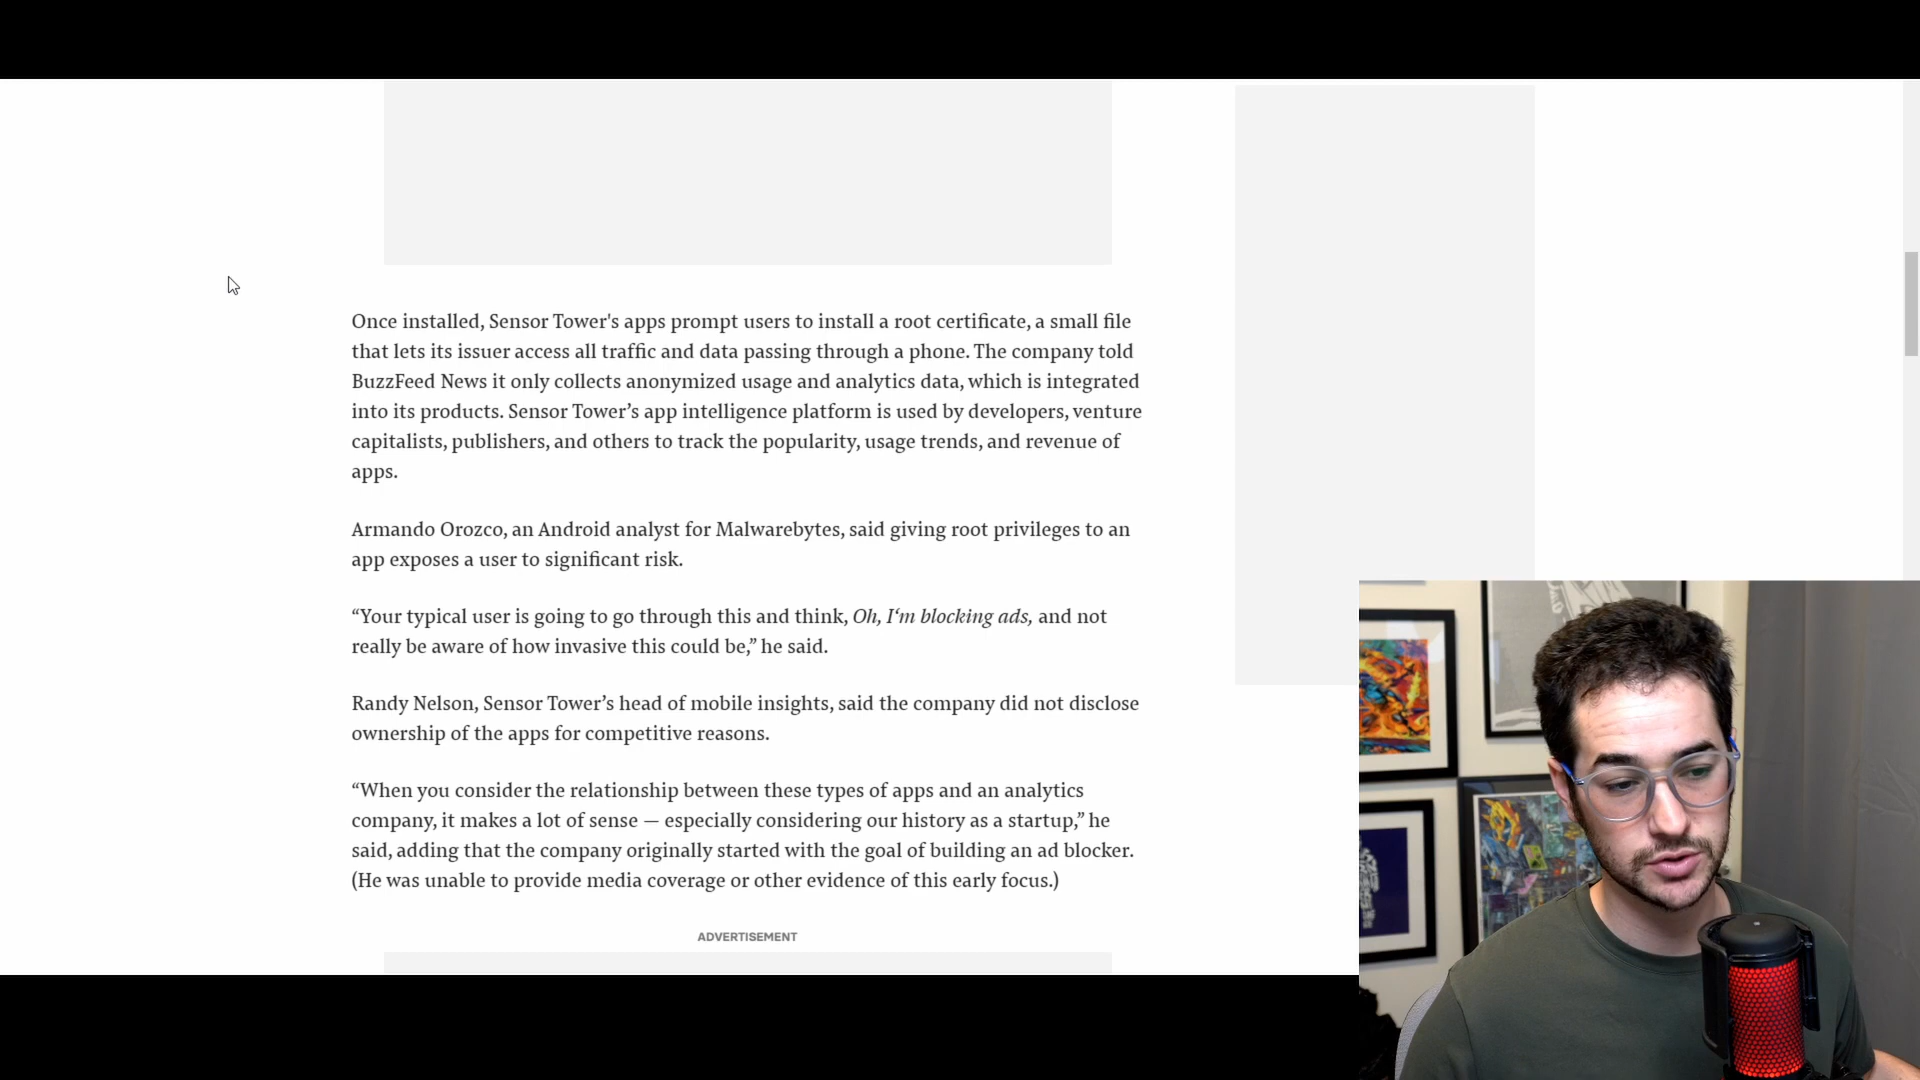 Once installed, Sensor Tower's apps prompt users to install a root certificate, a small file
that lets its issuer access all traffic and data passing through a phone. The company told
BuzzFeed News it only collects anonymized usage and analytics data, which is integrated
into its products. Sensor Tower’s app intelligence platform is used by developers, venture
capitalists, publishers, and others to track the popularity, usage trends, and revenue of
apps.
Armando Orozco, an Android analyst for Malwarebytes, said giving root privileges to an
app exposes a user to significant risk.
“Your typical user is going to go through this and think, Oh, I‘m blocking ads, and not
really be aware of how invasive this could be,” he said.
Randy Nelson, Sensor Tower’s head of mobile insights, said the company did not disclose
ownership of the apps for competitive reasons.
“When you consider the relationship between these types of apps and an analytics
company, it makes a lot of sense — especially considering our history as a startup,” he
said, adding that the company originally started with the goal of building an ad blocker.
(He was unable to provide media coverage or other evidence of this early focus.)
ADVERTISEMENT